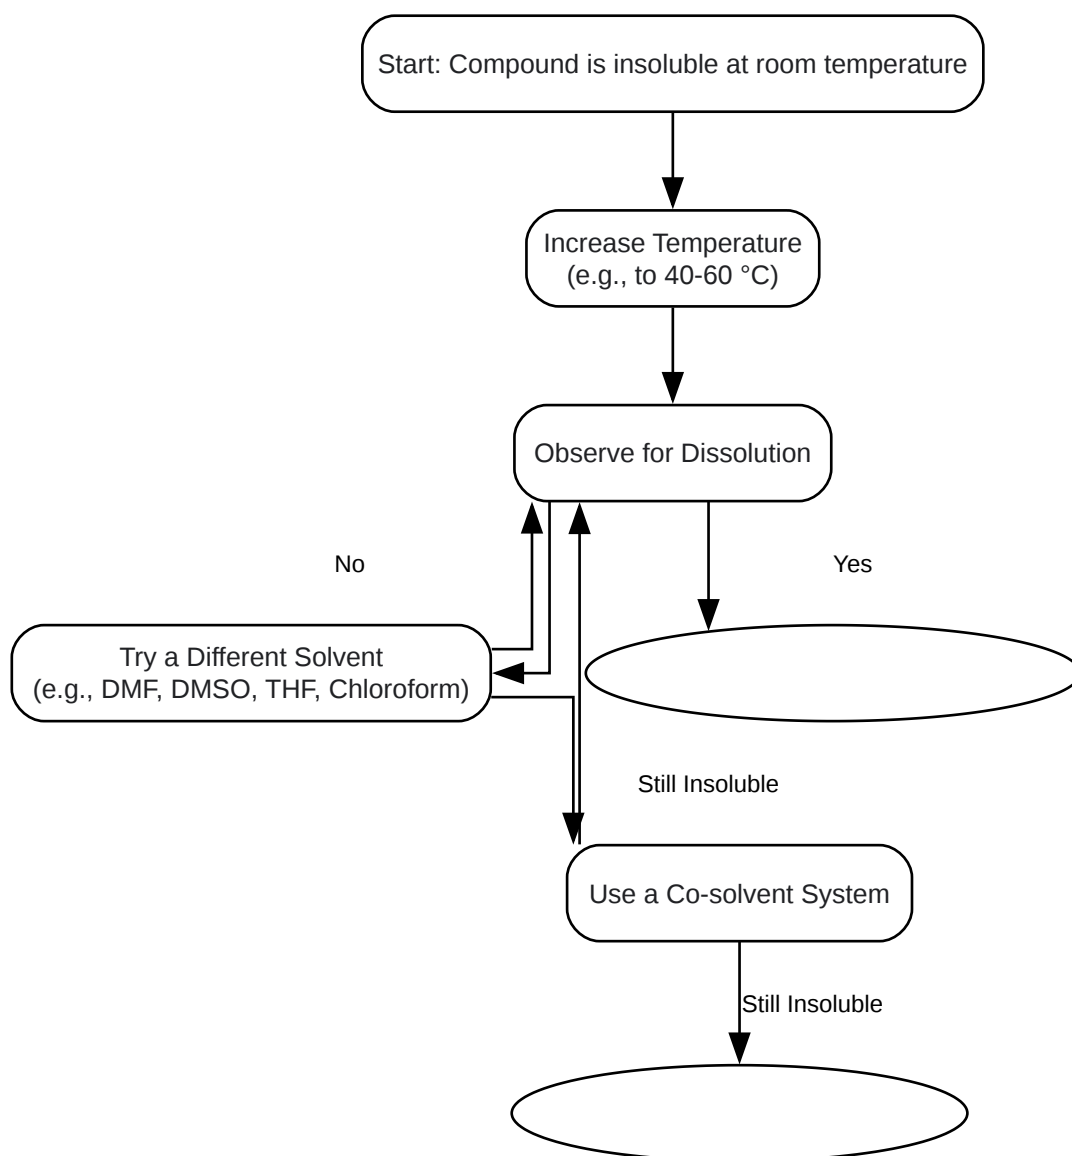 Start: Compound is insoluble at room temperature
Increase Temperature
(e.g., to 40-60 °C)
Observe for Dissolution
No
Yes
Try a Different Solvent
(e.g., DMF, DMSO, THF, Chloroform)
Still Insoluble
Use a Co-solvent System
Still Insoluble